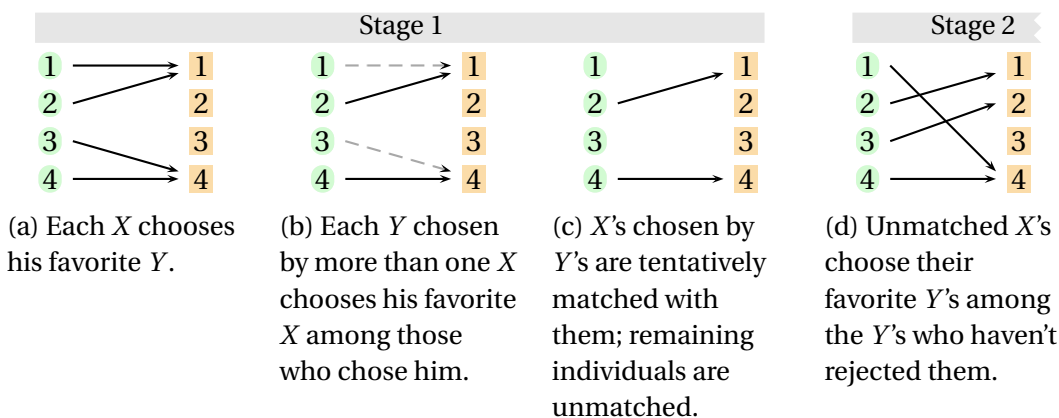 Stage 1
Stage 2
1 1
2 2
3 3
4 4
1 1
2 2
3 3
4 4
1 1
2 2
3 3
4 4
1 1
2 2
3 3
4 4
(a) Each X chooses
his favorite Y.
(b) Each Y chosen
by more than one X
chooses his favorite
X among those
who chose him.
(c) X's chosen by
Y's are tentatively
matched with
them; remaining
individuals are
unmatched.
(d) Unmatched X's
choose their
favorite Y's among
the Y's who haven't
rejected them.